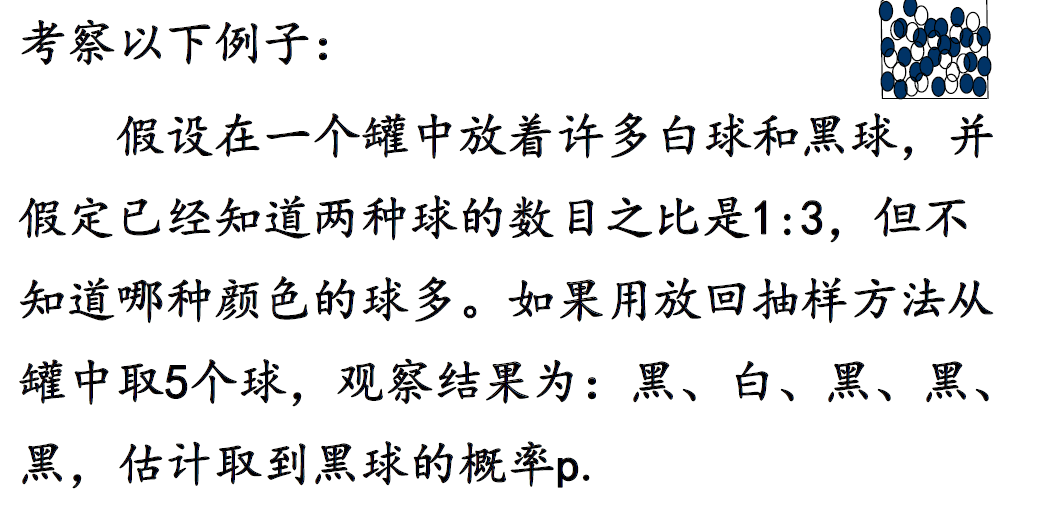 考察以下例子：
假设在一个罐中放着许多白球和黑球，并
假定已经知道两种球的数目之比是1:3，但不
知道哪种颜色的球多。如果用放回抽样方法从
罐中取5个球，观察结果为：黑、白、黑、黑、
黑，估计取到黑球的概率p.